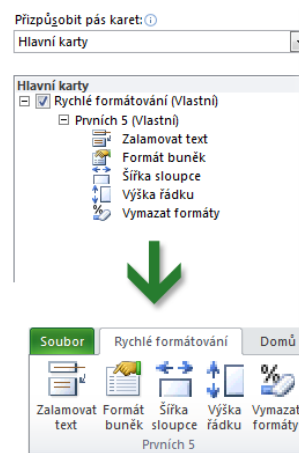 Přizpůsobit pás karet:
Hlavní karty
Hlavní karty
Rychlé formátování (Vlastní)
Prvních 5 (Vlastní)
Zalamovat text
Formát buněk
Šířka sloupce
Výška řádku
Vymazat formáty
Soubor Rychlé formátování Domů
Zalamovat Formát Šířka Výška Vymazat
text buněk sloupce řádku formáty
Prvních 5